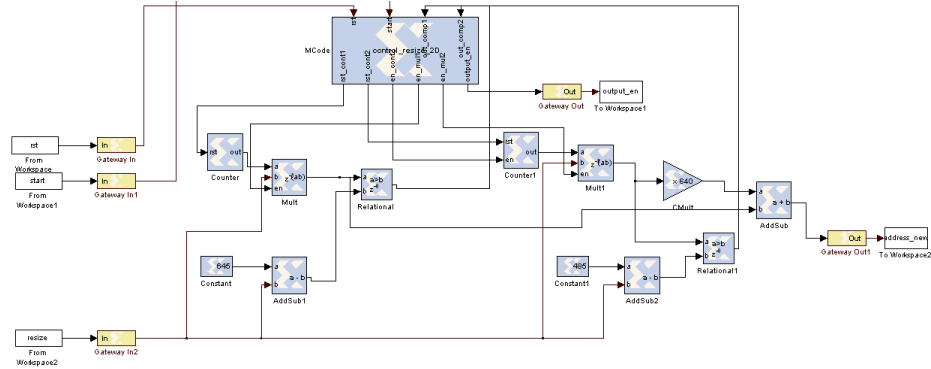 rst
start
out_comp1
out_comp2
MCode
control_resize_20
rst_cont1
rst_cont2
en_cont2
en_mul1
en_mul2
output_en
Out
output_en
Gateway Out
To Workspace1
rst
In
From
Workspace
Gateway In
start
In
From
Workspace1
Gateway In1
rst
out
Counter
a
b
en
(ab)
Mult
a
b
a>b
Relational
rst
en
out
Counter1
a
b
en
(ab)
Mult1
x 640
CMult
a
b
a + b
AddSub
Out
address_new
Gateway Out1
To Workspace2
a
b
a>b
Relational1
645
Constant
a
b
a - b
AddSub1
485
Constant1
a
b
a - b
AddSub2
resize
In
From
Workspace2
Gateway In2